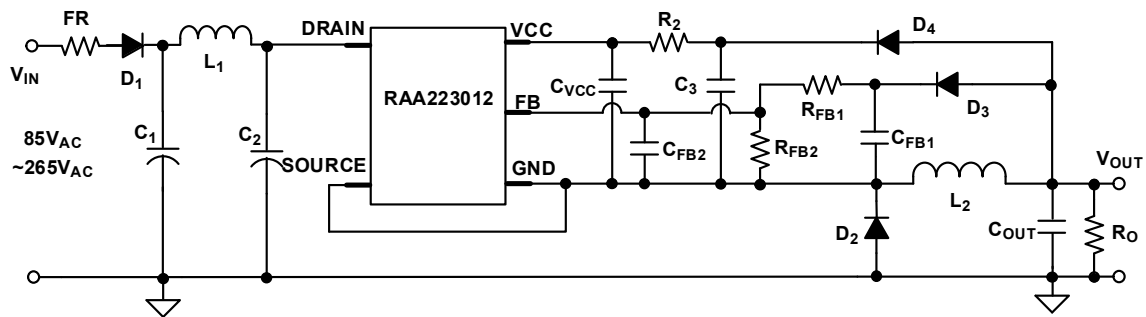 FR
D1
L1
VIN
85VAC
~265VAC
C1
C2
DRAIN
SOURCE
RAA223012
VCC
FB
GND
R2
CVCC
C3
D4
RFB1
D3
CFB2
RFB2
CFB1
D2
L2
VOUT
COUT
RO